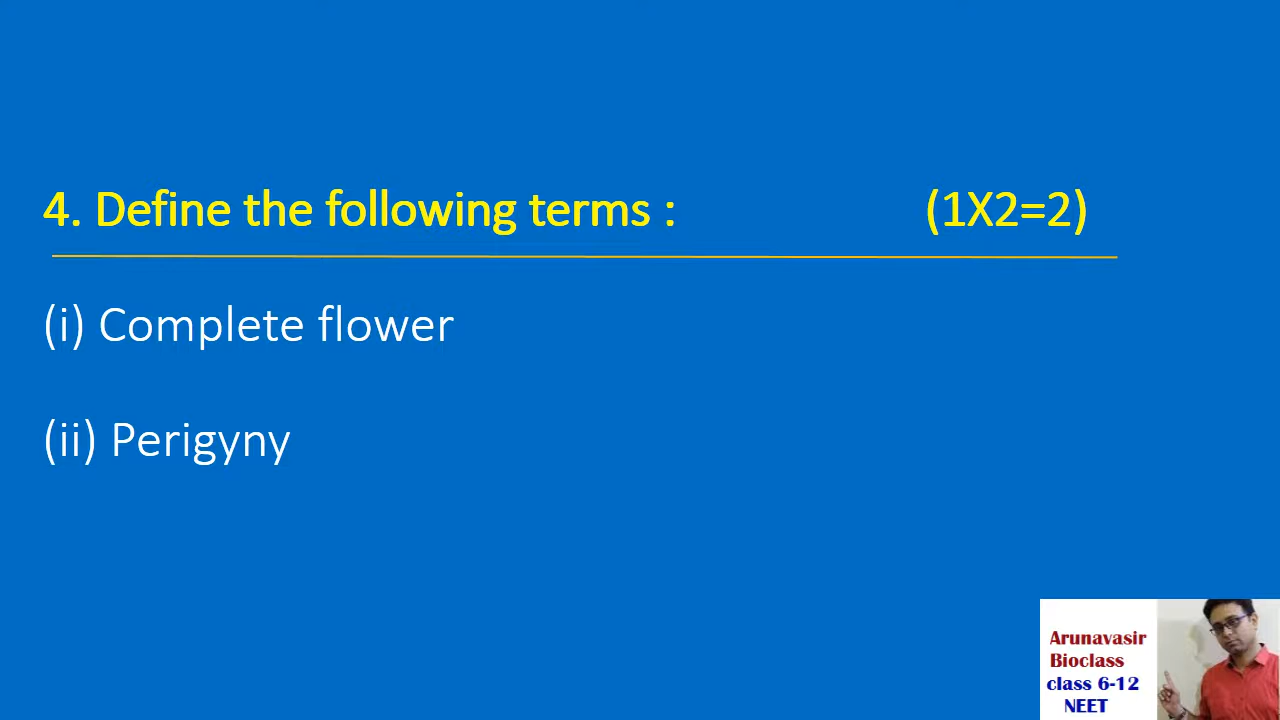 4. Define the following terms : (1X2=2)
(i) Complete flower
(ii) Perigyny
Arunavasir
Bioclass
class 6-12
NEET